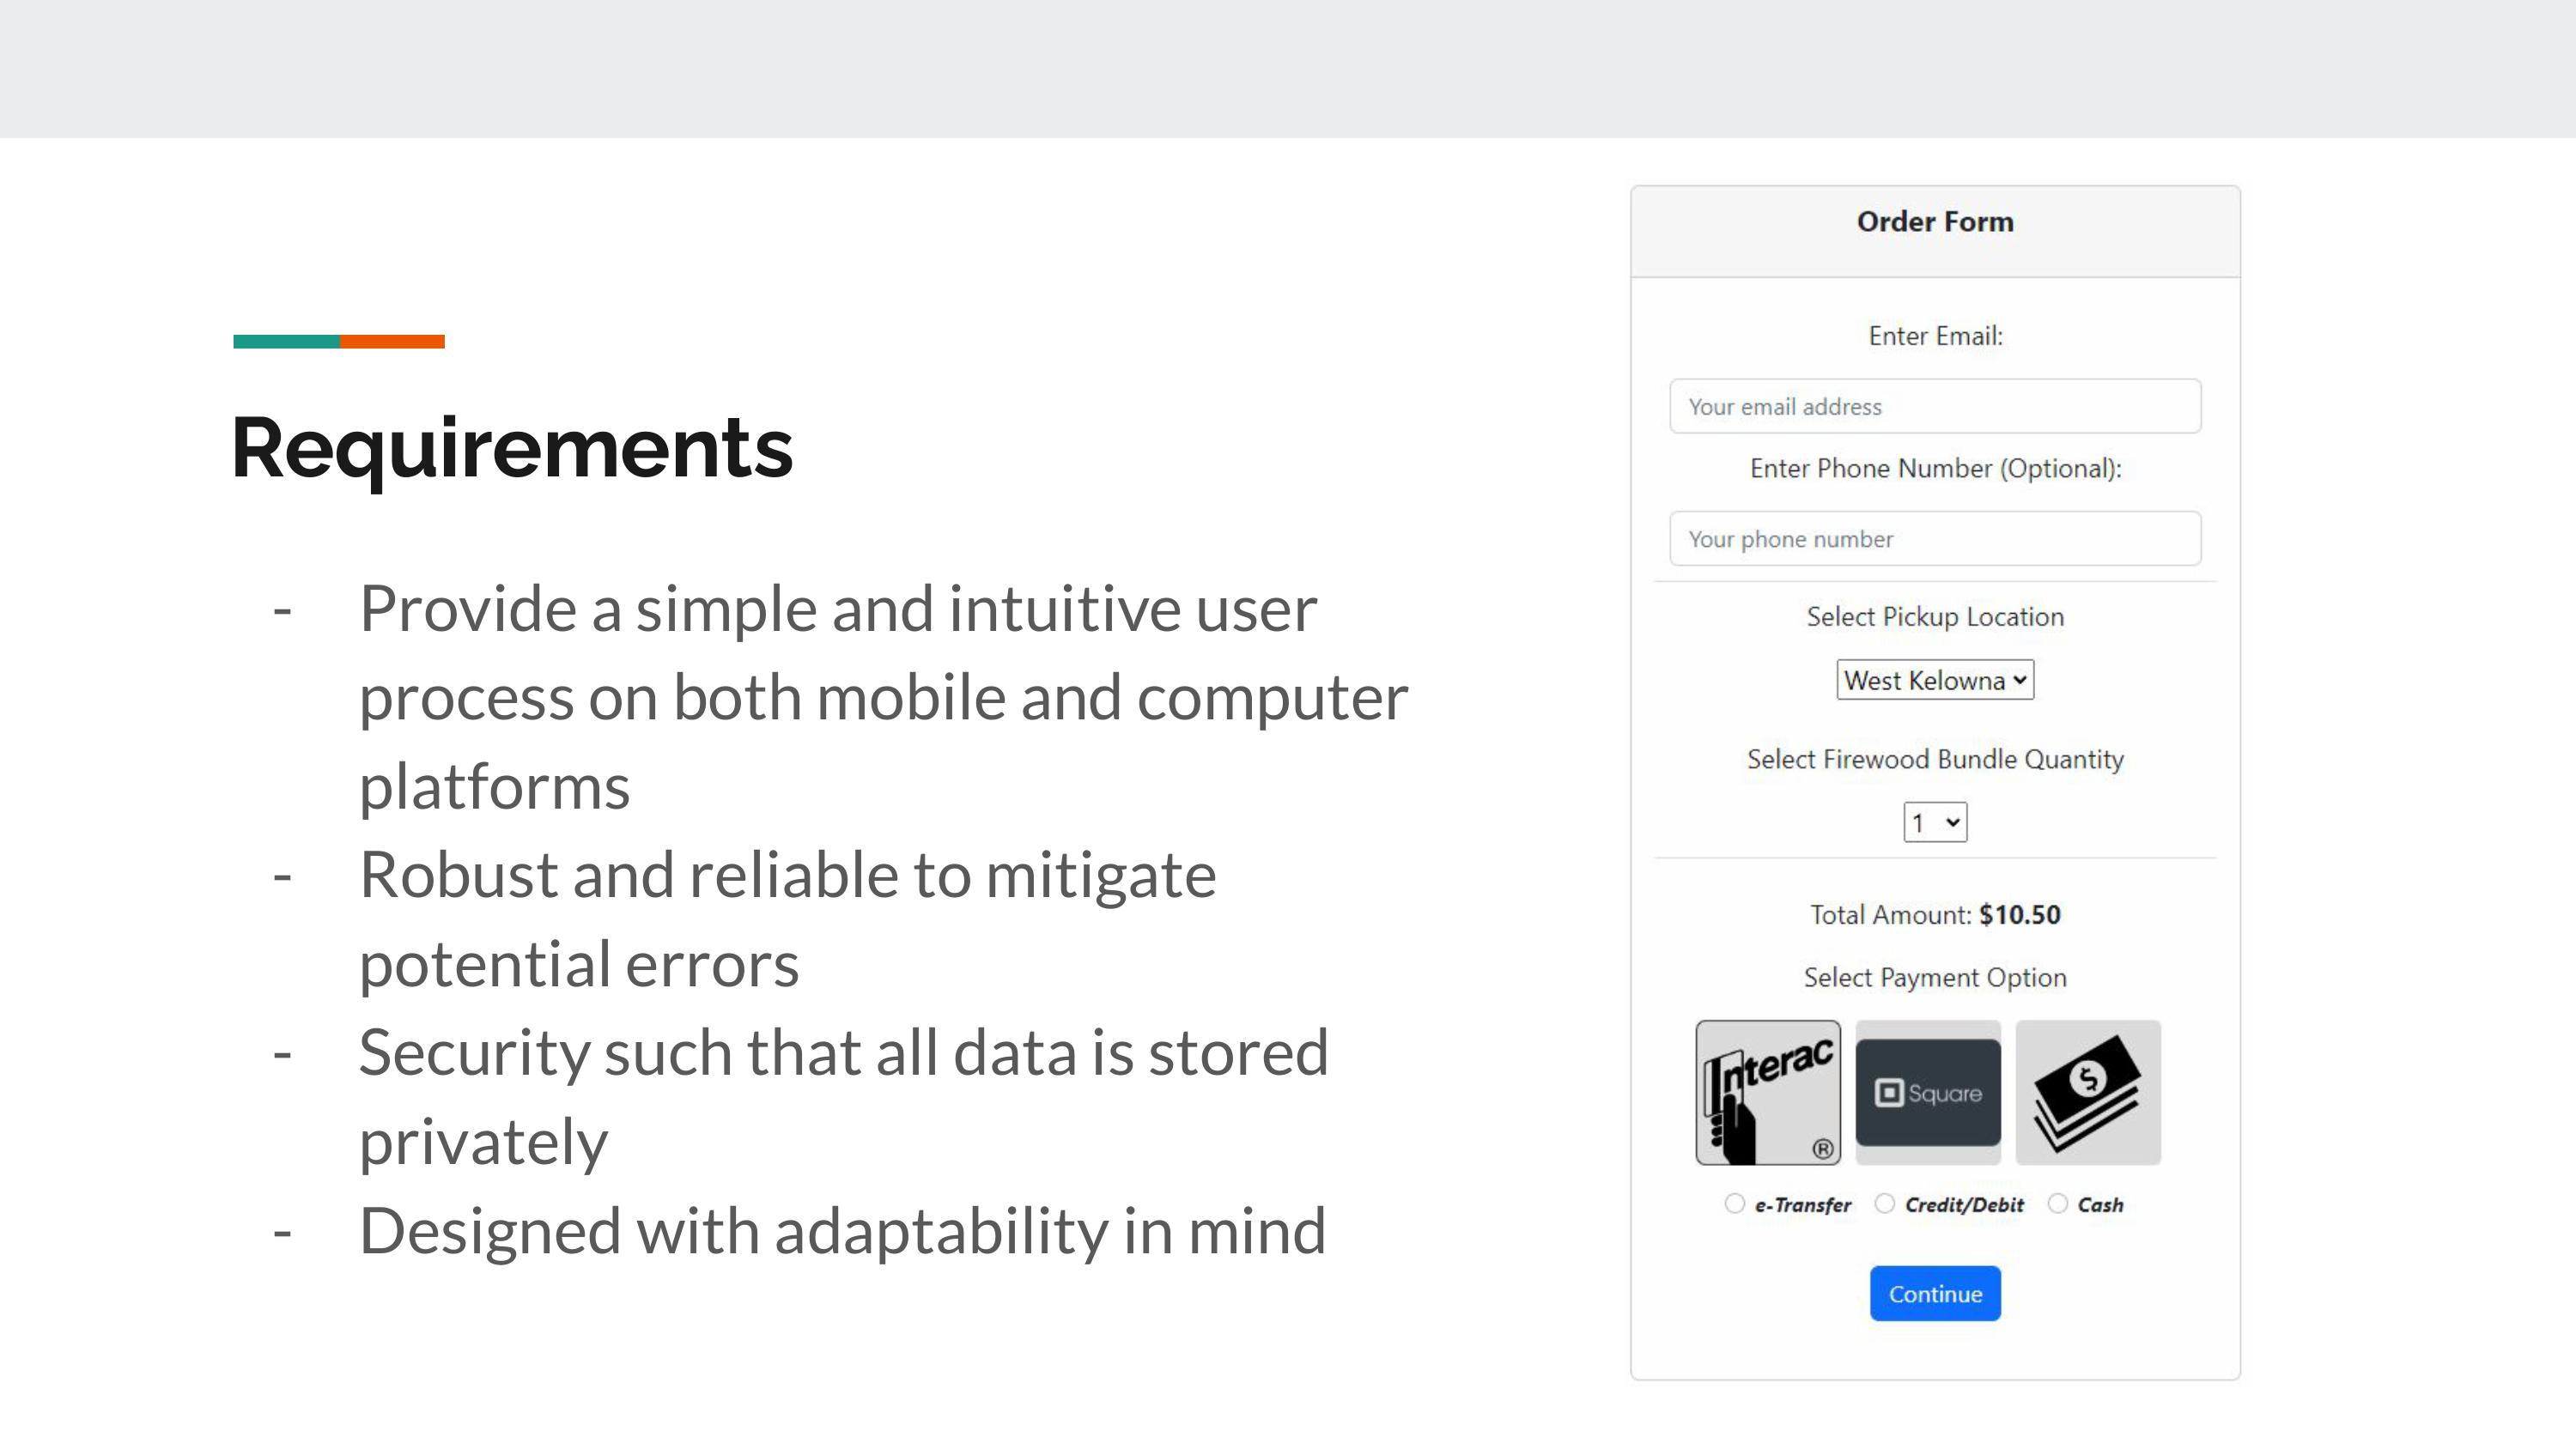 Requirements
- Provide a simple and intuitive user
process on both mobile and computer
platforms
- Robust and reliable to mitigate
potential errors
- Security such that all data is stored
privately
- Designed with adaptability in mind
Order Form
Enter Email:
Your email address
Enter Phone Number (Optional):
Your phone number
Select Pickup Location
West Kelowna
Select Firewood Bundle Quantity
1
Total Amount: $10.50
Select Payment Option
Interac ®
Square
$
e-Transfer Credit/Debit Cash
Continue